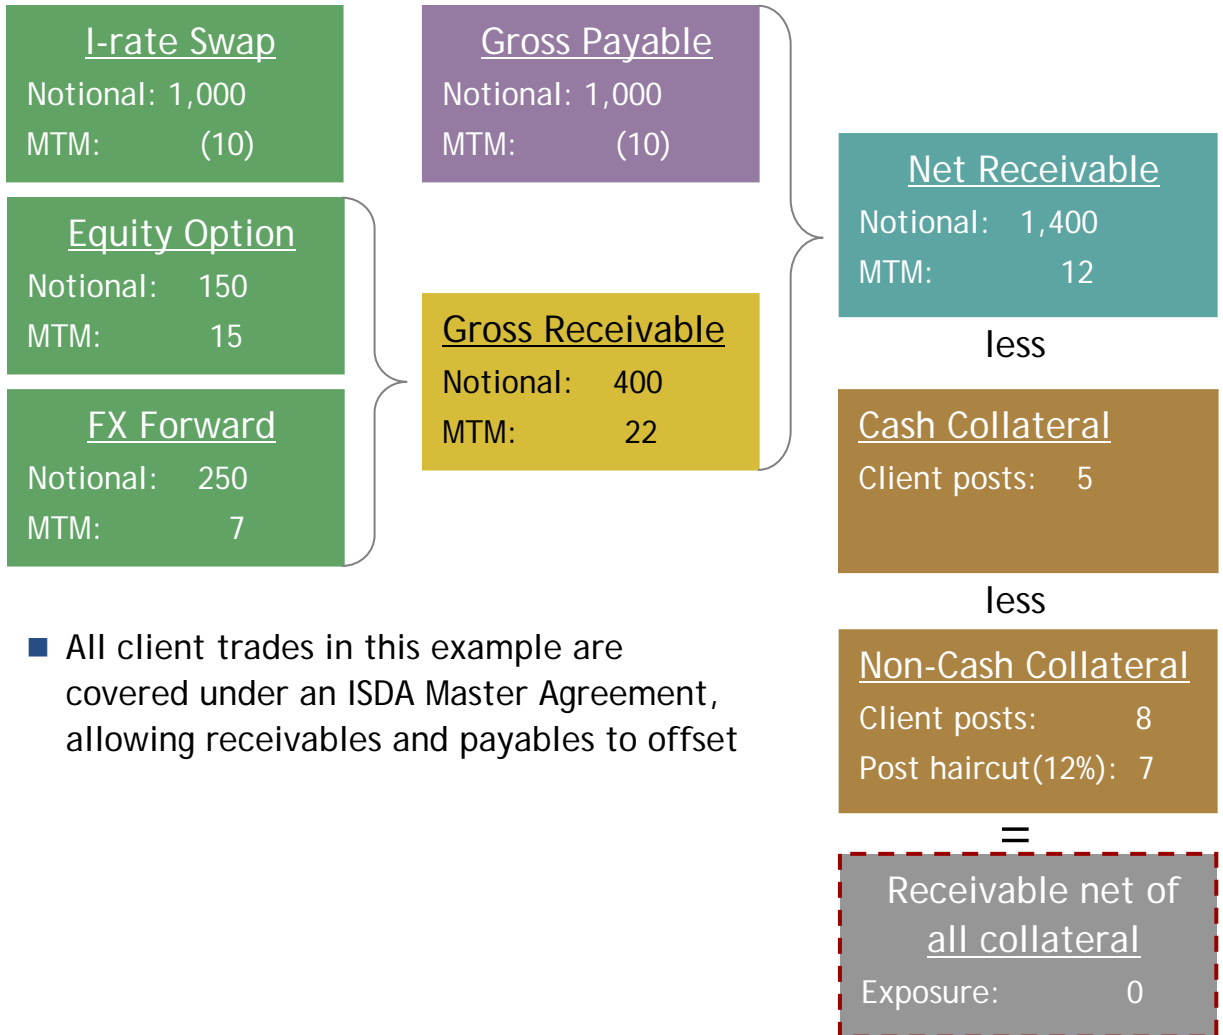 I-rate Swap
Notional: 1,000
MTM: (10)
Equity Option
Notional: 150
MTM: 15
FX Forward
Notional: 250
MTM: 7
Gross Payable
Notional: 1,000
MTM: (10)
Gross Receivable
Notional: 400
MTM: 22
Net Receivable
Notional: 1,400
MTM: 12
less
Cash Collateral
Client posts: 5
less
Non-Cash Collateral
Client posts: 8
Post haircut(12%): 7
=
Receivable net of
all collateral
Exposure: 0
■ All client trades in this example are
covered under an ISDA Master Agreement,
allowing receivables and payables to offset